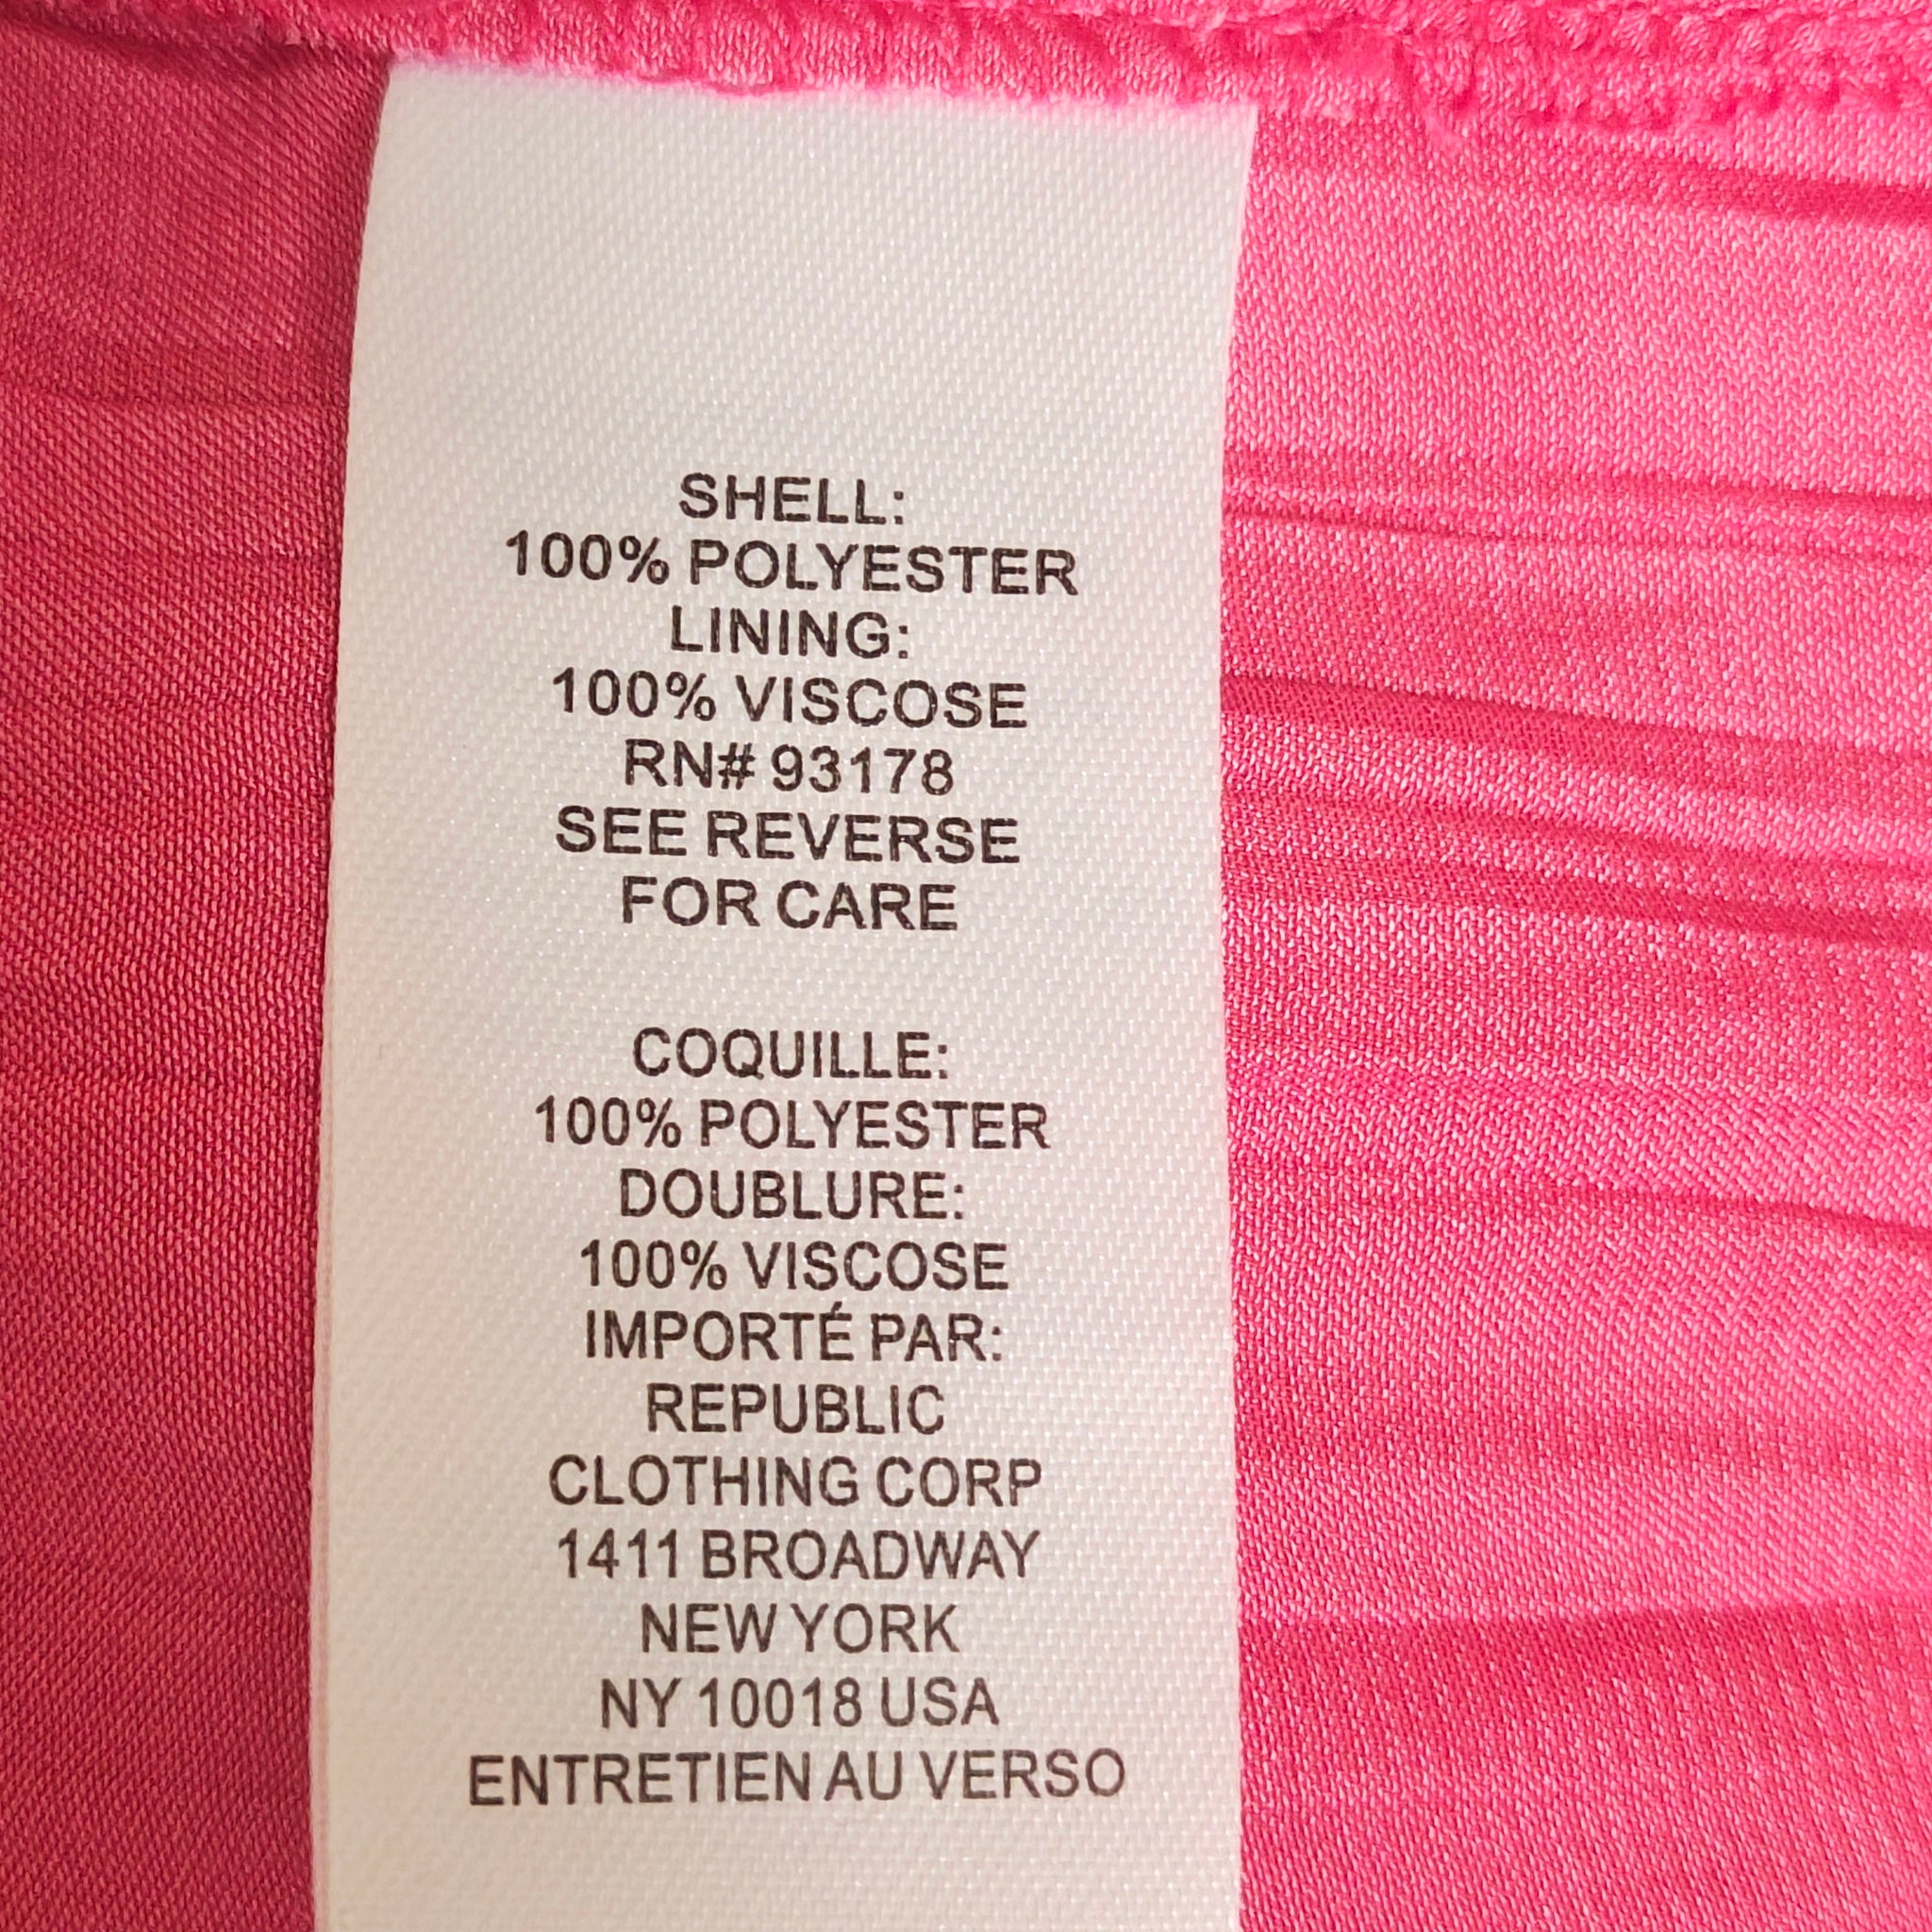 SHELL:
100% POLYESTER
LINING:
100% VISCOSE
RN# 93178
SEE REVERSE
FOR CARE
COQUILLE:
100% POLYESTER
DOUBLURE:
100% VISCOSE
IMPORTÉ PAR:
REPUBLIC
CLOTHING CORP
1411 BROADWAY
NEW YORK
NY 10018 USA
ENTRETIEN AU VERSO